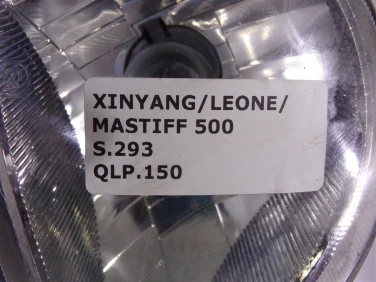 XINYANG/LEONE/
MASTIFF 500
S.293
QLP.150